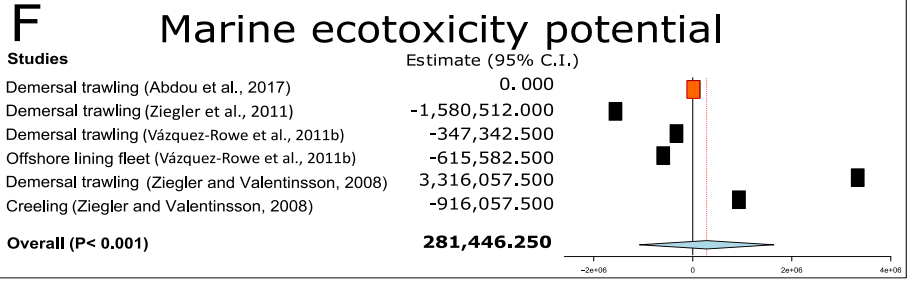 F Marine ecotoxicity potential
Studies Estimate (95% C.I.)
Demersal trawling (Abdou et al., 2017) 0. 000
Demersal trawling (Ziegler et al., 2011) -1,580,512.000
Demersal trawling (Vázquez-Rowe et al., 2011b) -347,342.500
Offshore lining fleet (Vázquez-Rowe et al., 2011b) -615,582.500
Demersal trawling (Ziegler and Valentinsson, 2008) 3,316,057.500
Creeling (Ziegler and Valentinsson, 2008) -916,057.500
Overall (P< 0.001) 281,446.250
−2e+06 0 2e+06 4e+06